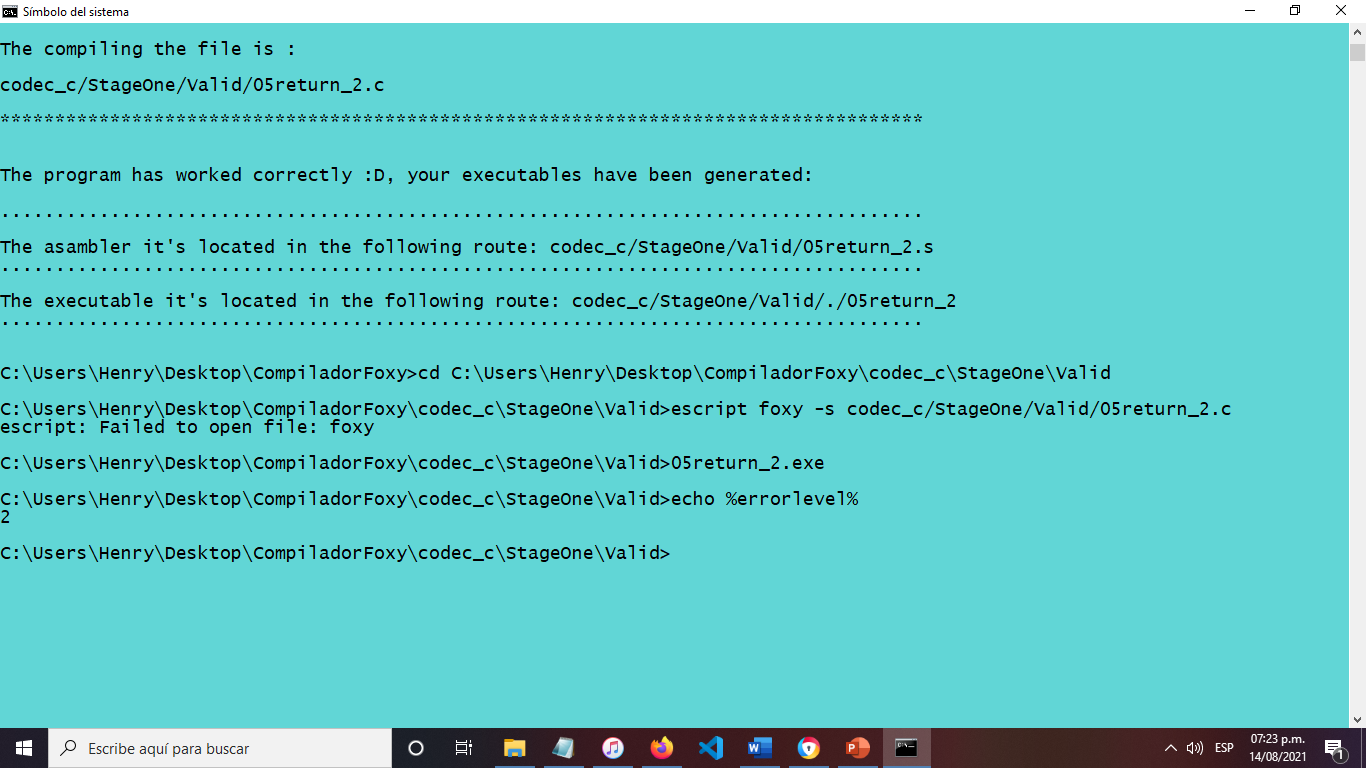 Símbolo del sistema
The compiling the file is :
codec_c/StageOne/Valid/05return_2.c
************************************************************************************
The program has worked correctly :D, your executables have been generated:
....................................................................................
The asambler it's located in the following route: codec_c/StageOne/Valid/05return_2.s
....................................................................................
The executable it's located in the following route: codec_c/StageOne/Valid/./05return_2
....................................................................................
C:\Users\Henry\Desktop\CompiladorFoxy>cd C:\Users\Henry\Desktop\CompiladorFoxy\codec_c\StageOne\Valid
C:\Users\Henry\Desktop\CompiladorFoxy\codec_c\StageOne\Valid>escript foxy -s codec_c/StageOne/Valid/05return_2.c
escript: Failed to open file: foxy
C:\Users\Henry\Desktop\CompiladorFoxy\codec_c\StageOne\Valid>05return_2.exe
C:\Users\Henry\Desktop\CompiladorFoxy\codec_c\StageOne\Valid>echo %errorlevel%
2
C:\Users\Henry\Desktop\CompiladorFoxy\codec_c\StageOne\Valid>
Escribe aquí para buscar
ESP
07:23 p.m.
14/08/2021
1